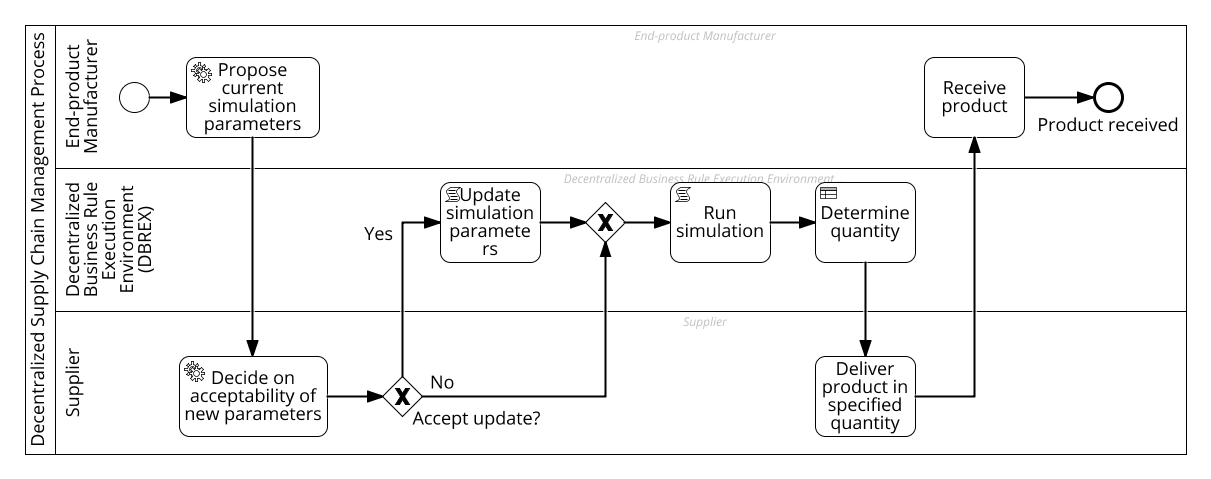 Decentralized Supply Chain Management Process
End-product
Manufacturer
End-product Manufacturer
Propose
current
simulation
parameters
Receive
product
Product received
Decentralized
Business Rule
Execution
Environment
(DBREX)
Decentralized Business Rule Execution Environment
Yes
Update
simulation
paramete
rs
Run
simulation
Determine
quantity
Supplier
Supplier
Decide on
acceptability of
new parameters
No
Accept update?
Deliver
product in
specified
quantity